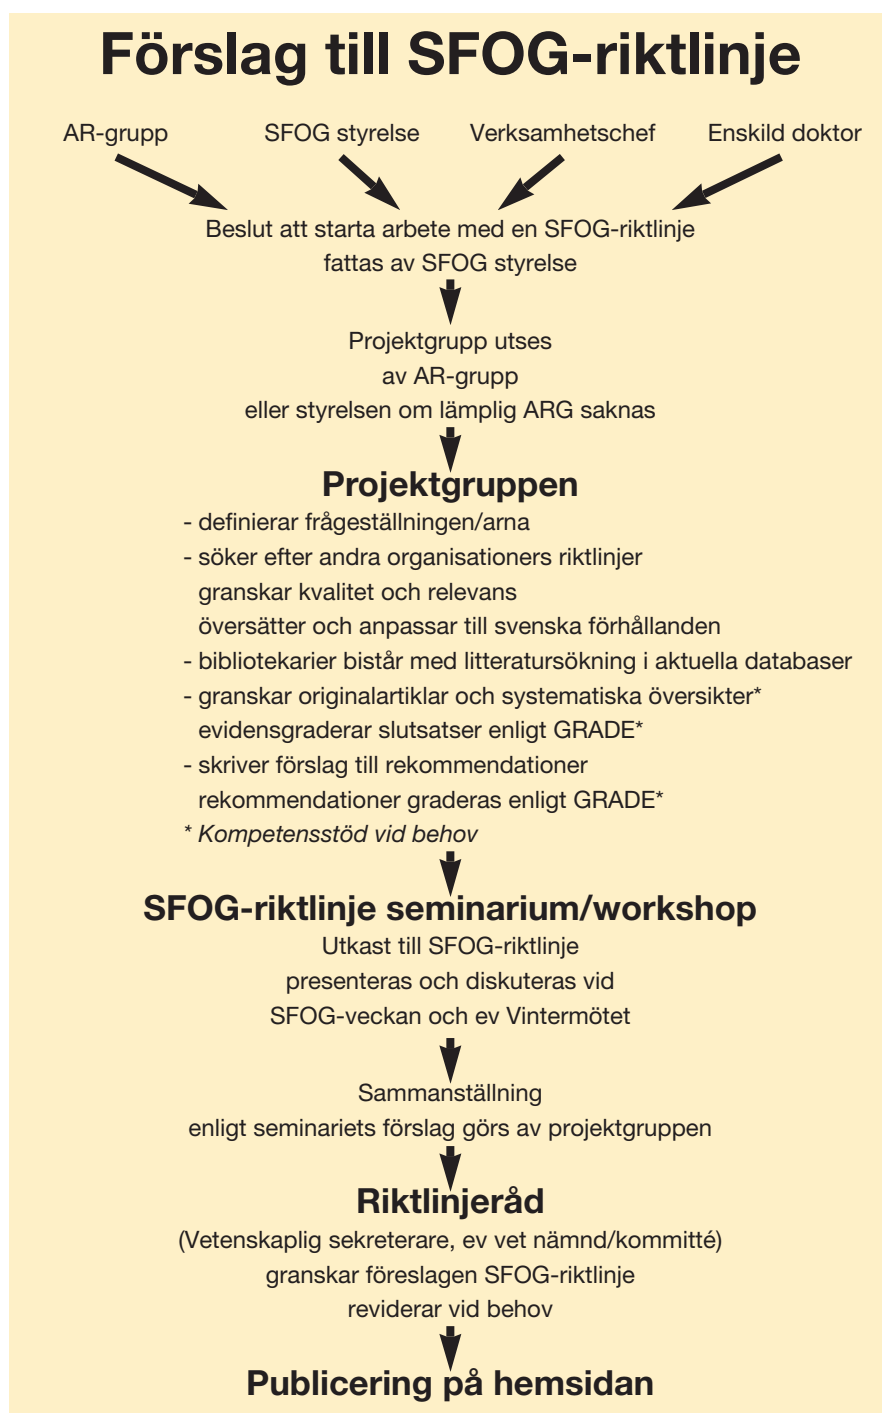 Förslag till SFOG-riktlinje
AR-grupp SFOG styrelse Verksamhetschef Enskild doktor
Beslut att starta arbete med en SFOG-riktlinje
fattas av SFOG styrelse
Projektgrupp utses
av AR-grupp
eller styrelsen om lämplig ARG saknas
Projektgruppen
- definierar frågeställningen/arna
- söker efter andra organisationers riktlinjer
granskar kvalitet och relevans
översätter och anpassar till svenska förhållanden
- bibliotekarier bistår med litteratursökning i aktuella databaser
- granskar originalartiklar och systematiska översikter*
evidensgraderar slutsatser enligt GRADE*
- skriver förslag till rekommendationer
rekommendationer graderas enligt GRADE*
* Kompetensstöd vid behov
SFOG-riktlinje seminarium/workshop
Utkast till SFOG-riktlinje
presenteras och diskuteras vid
SFOG-veckan och ev Vintermötet
Sammanställning
enligt seminariets förslag görs av projektgruppen
Riktlinjeråd
(Vetenskaplig sekreterare, ev vet nämnd/kommitté)
granskar föreslagen SFOG-riktlinje
reviderar vid behov
Publicering på hemsidan